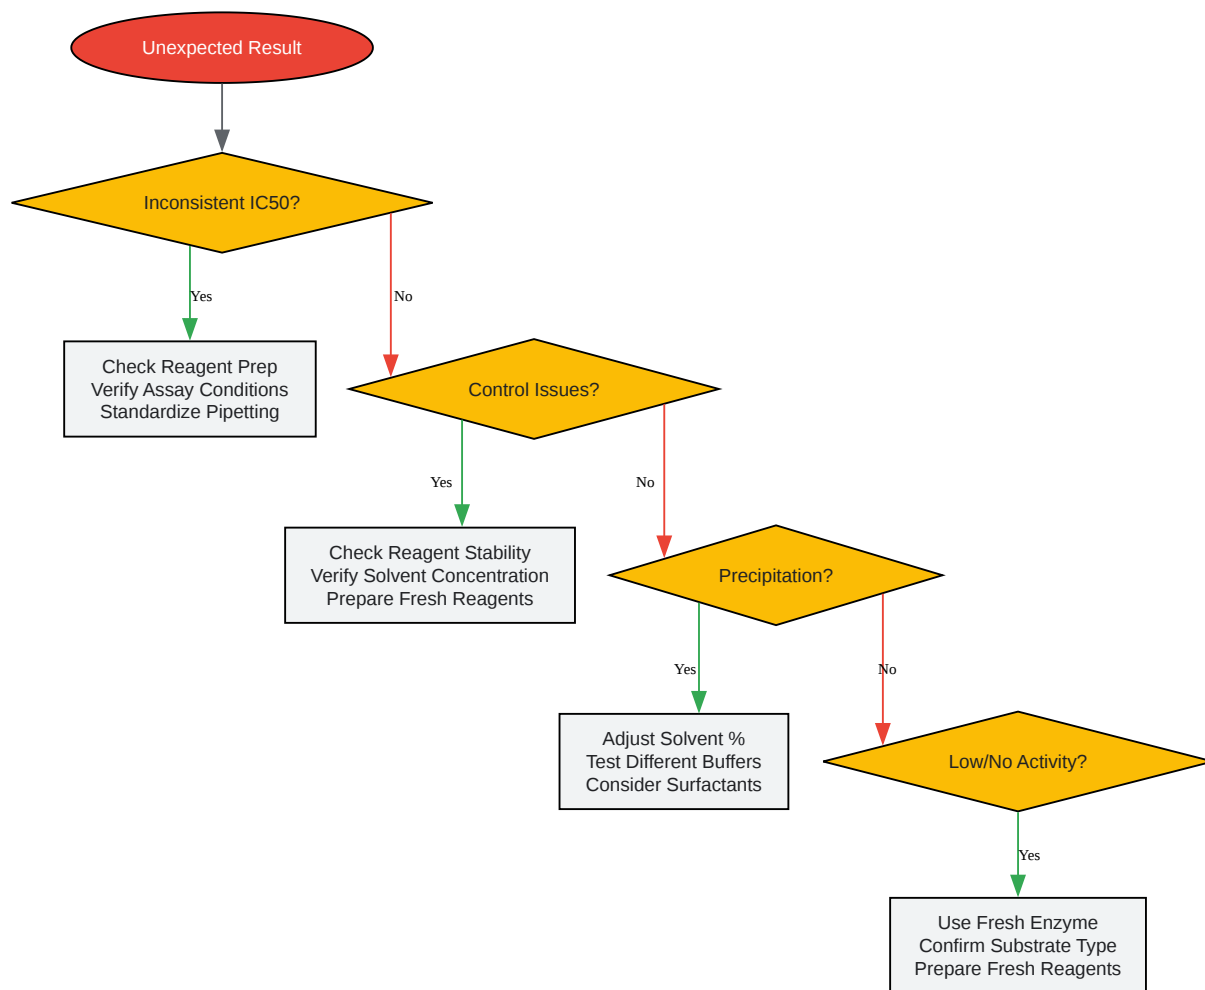 Unexpected Result
Inconsistent IC50?
Yes
No
Check Reagent Prep
Verify Assay Conditions
Standardize Pipetting
Control Issues?
Yes
No
Check Reagent Stability
Verify Solvent Concentration
Prepare Fresh Reagents
Precipitation?
Yes
No
Adjust Solvent %
Test Different Buffers
Consider Surfactants
Low/No Activity?
Yes
Use Fresh Enzyme
Confirm Substrate Type
Prepare Fresh Reagents